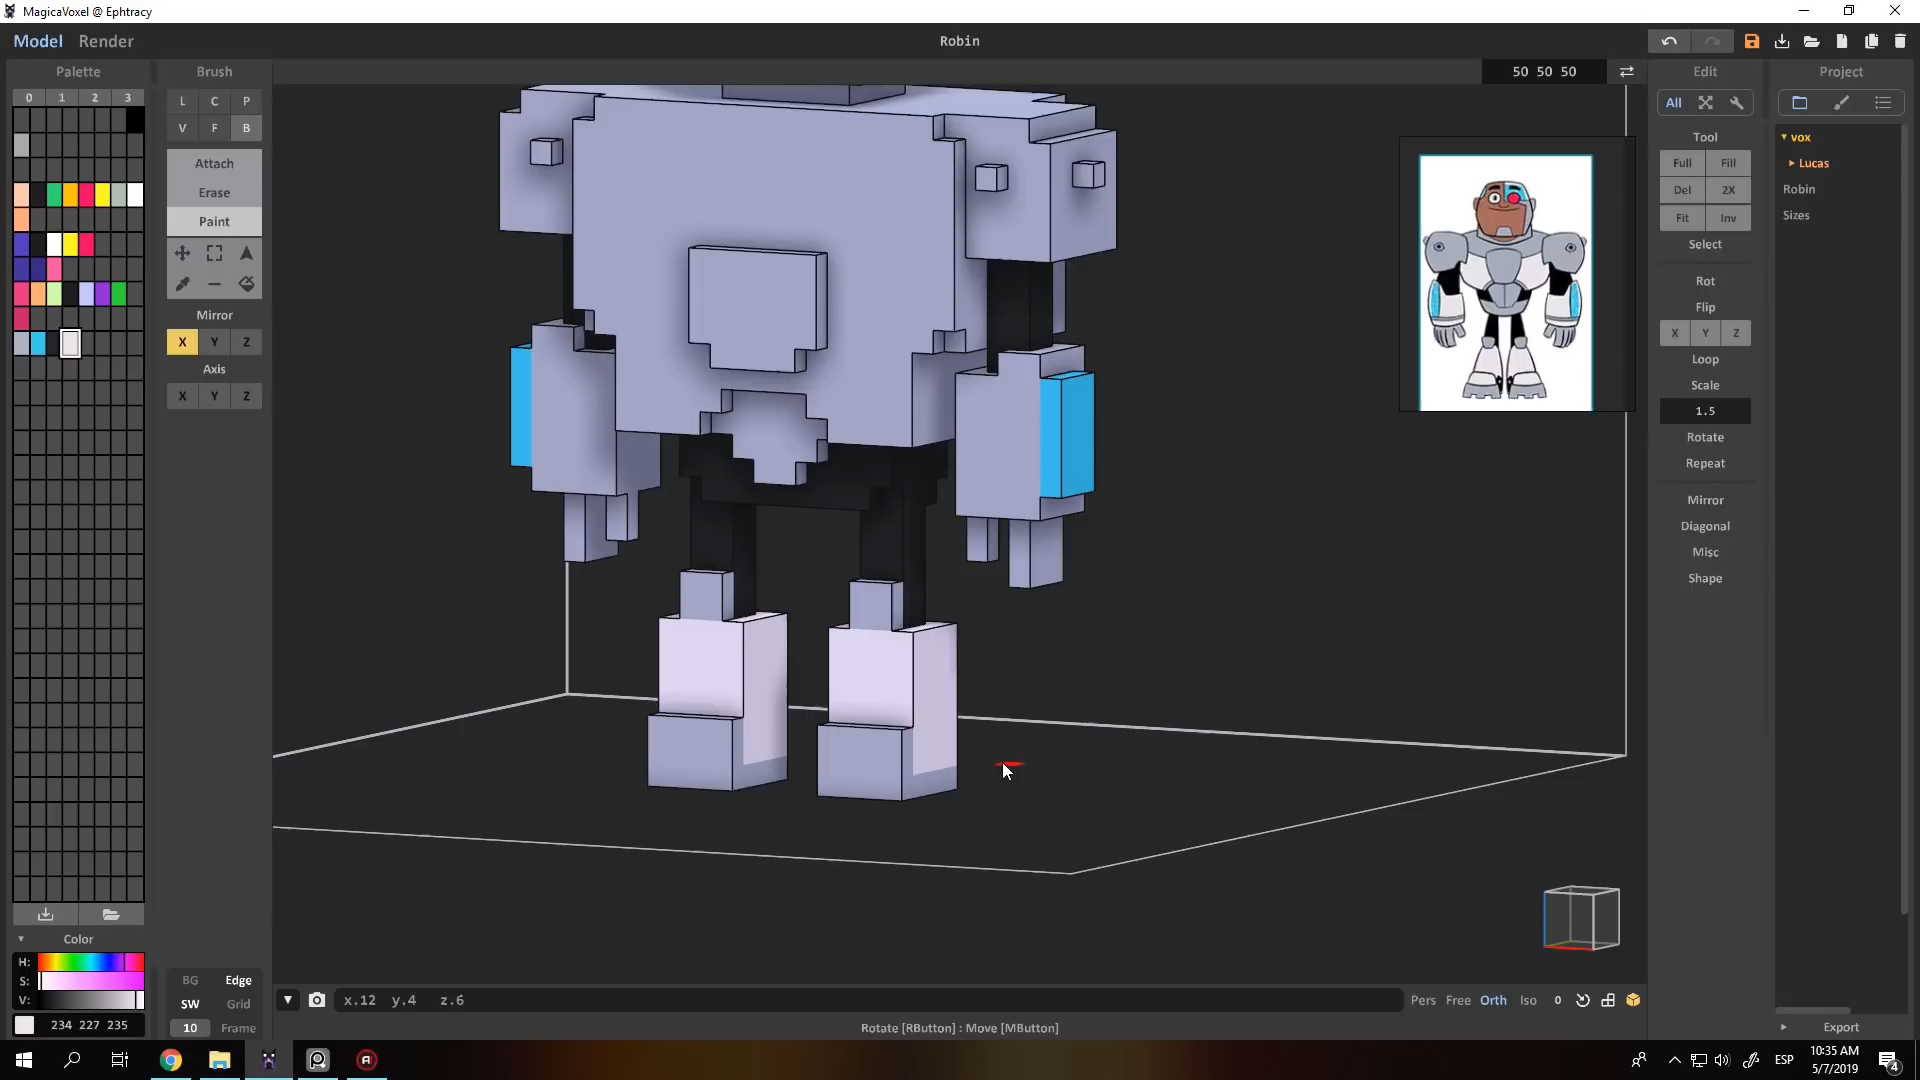 MagicaVoxel @ Ephtracy
Model Render
Robin
Palette
0 1 2 3
Brush
L C P
V F B
Attach
Erase
Paint
Mirror
X Y Z
Axis
X Y Z
50 50 50
Edit
All
Tool
Full Fill
Del 2X
Fit Inv
Select
Rot
Flip
X Y Z
Loop
Scale
1.5
Rotate
Repeat
Mirror
Diagonal
Misc
Shape
Project
vox
Lucas
Robin
Sizes
Color
H:
S:
V:
234 227 235
BG Edge
SW Grid
10 Frame
x.12 y.4 z.6
Pers Free Orth Iso 0
Rotate [RButton] : Move [MButton]
Export
ESP
10:35 AM
5/7/2019
4